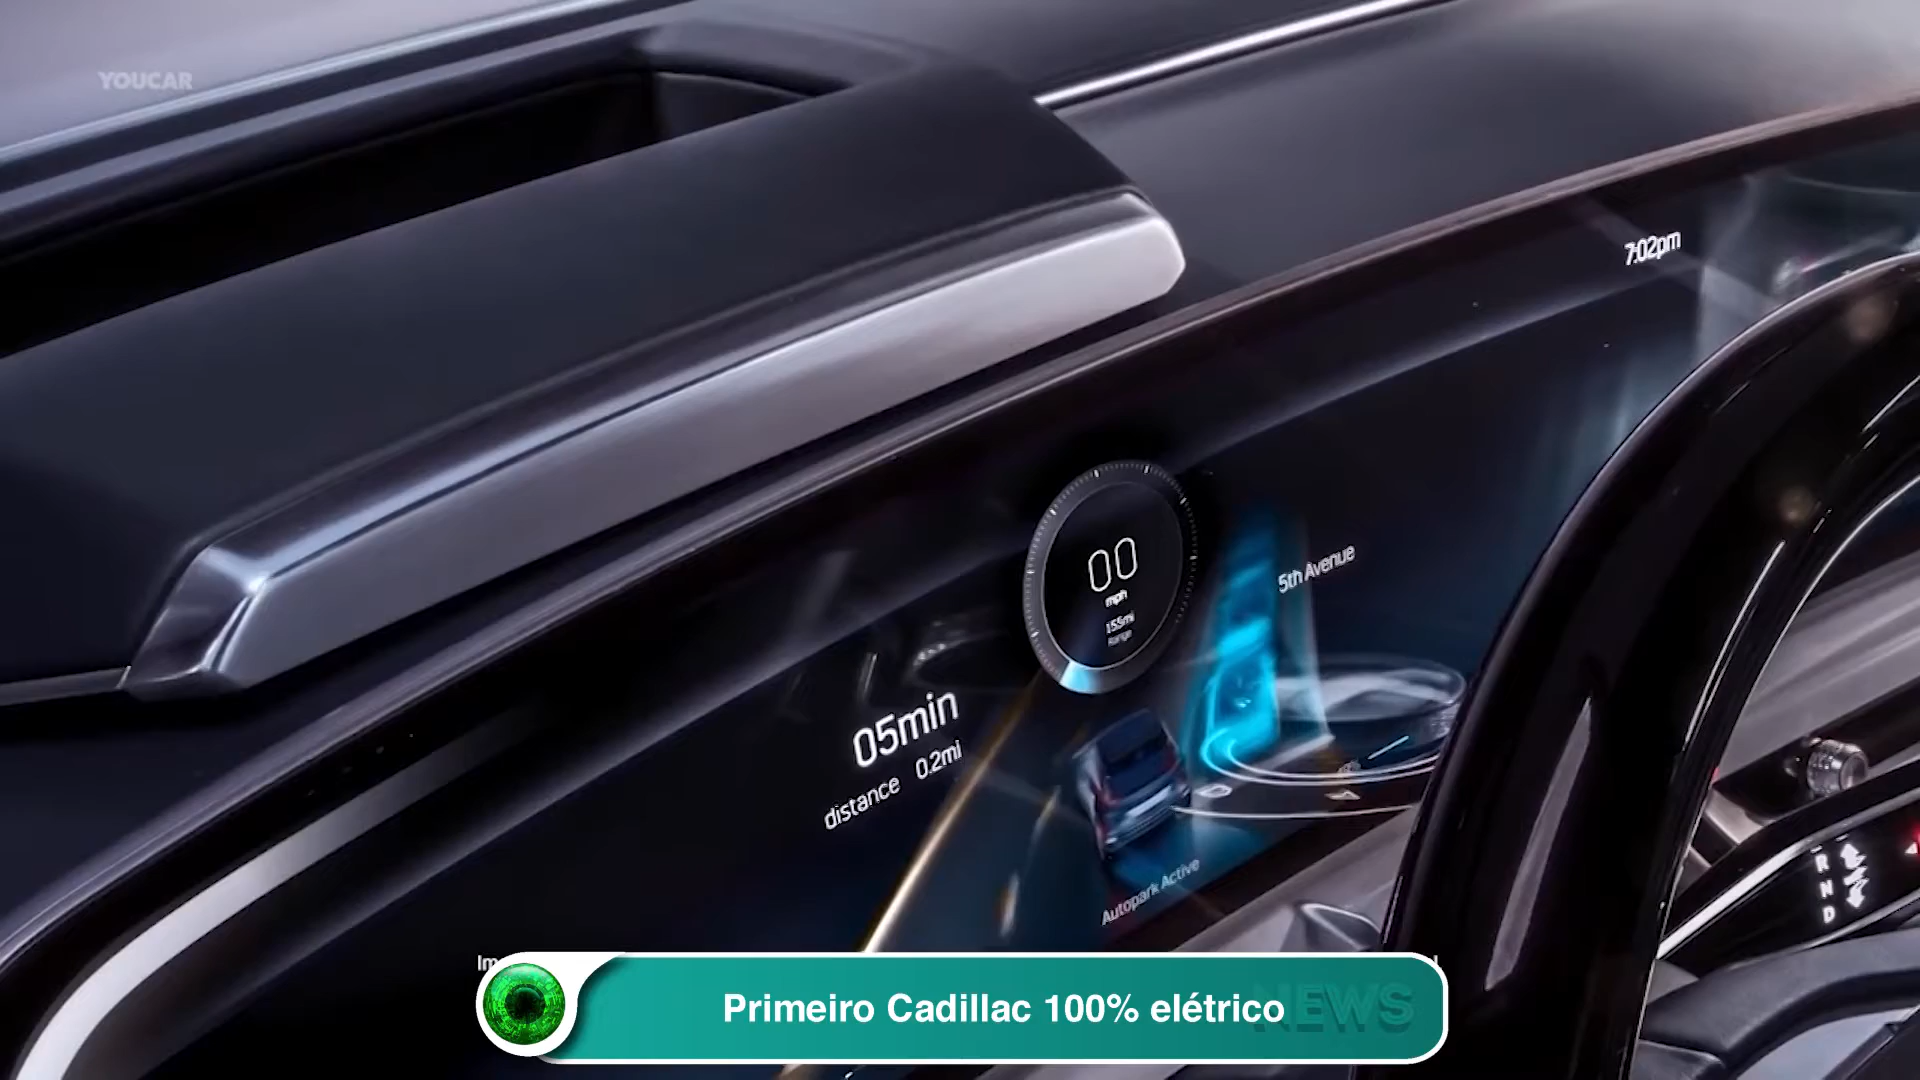 YOUCAR
7:02pm
00
mph
155mi
Range
5th Avenue
05min
distance 0.2mi
Autopark Active
R
N
D
Primeiro Cadillac 100% elétrico
NEWS